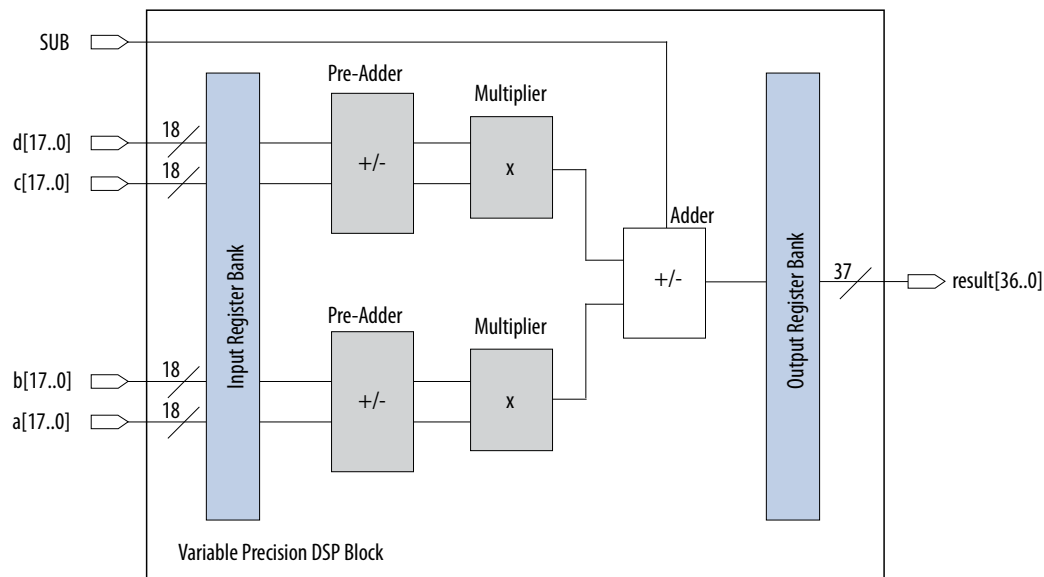 SUB
Pre-Adder
Multiplier
d[17..0]
18
+/-
x
c[17..0]
18
Adder
Input Register Bank
+/-
Output Register Bank
37
result[36..0]
Pre-Adder
Multiplier
b[17..0]
18
+/-
x
a[17..0]
18
Variable Precision DSP Block